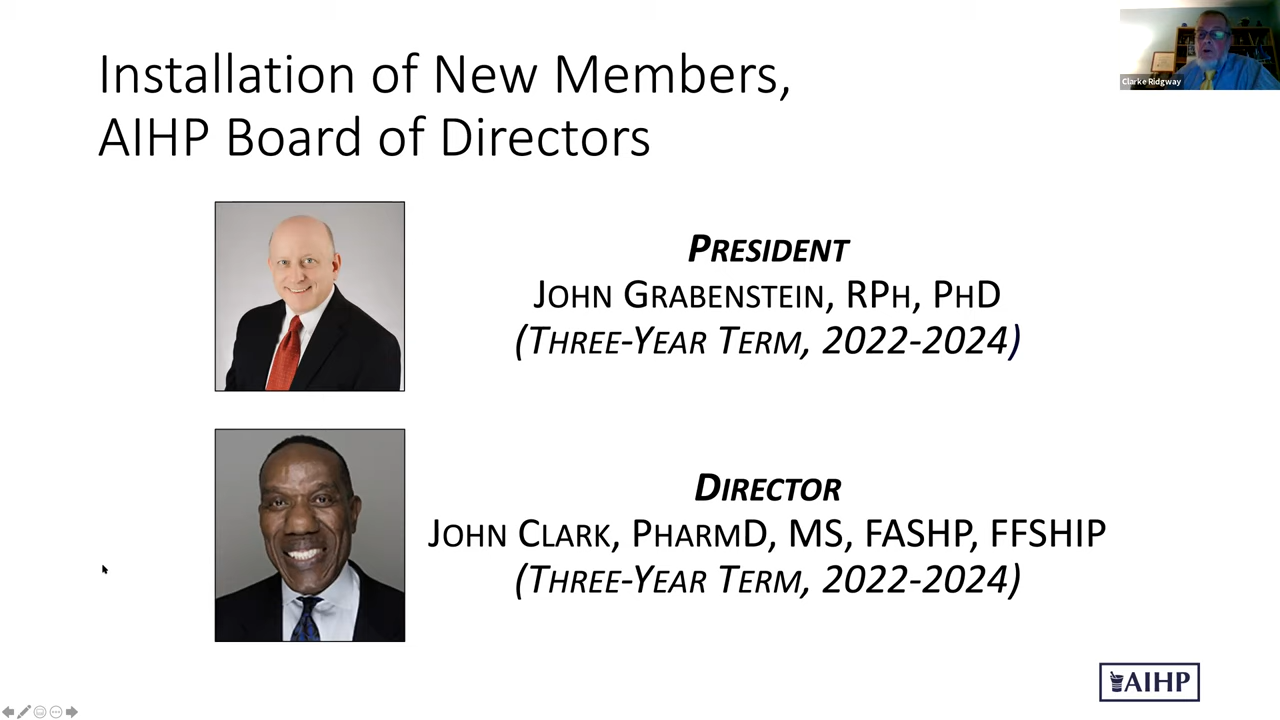 Clarke Ridgway
Installation of New Members,
AIHP Board of Directors
PRESIDENT
JOHN GRABENSTEIN, RPH, PHD
(THREE-YEAR TERM, 2022-2024)
DIRECTOR
JOHN CLARK, PHARMD, MS, FASHP, FFSHIP
(THREE-YEAR TERM, 2022-2024)
AIHP